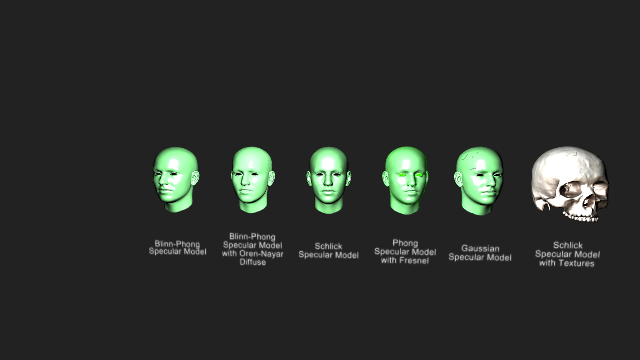 Blinn-Phong
Specular Model
Blinn-Phong
Specular Model
with Oren-Nayar
Diffuse
Schlick
Specular Model
Phong
Specular Model
with Fresnel
Gaussian
Specular Model
Schlick
Specular Model
with Textures